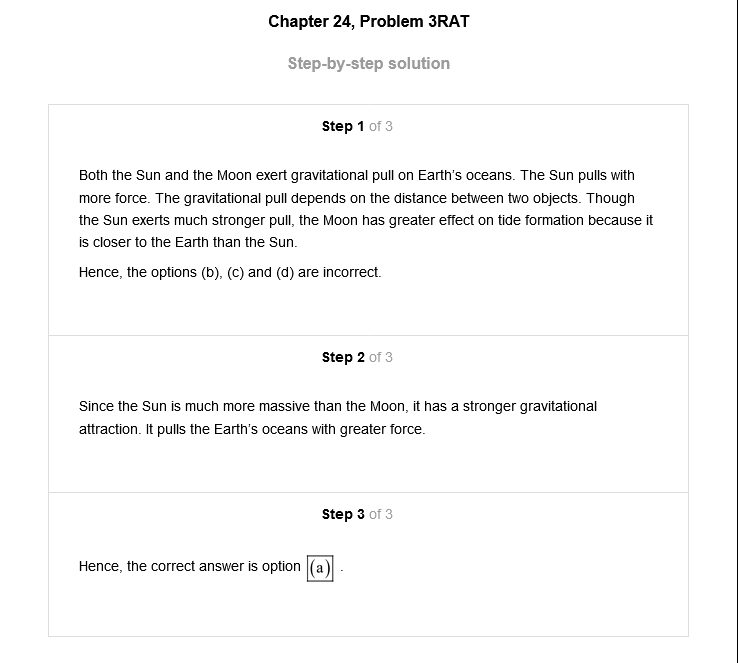 Chapter 24, Problem 3RAT
Step-by-step solution
Step 1 of 3
Both the Sun and the Moon exert gravitational pull on Earth's oceans. The Sun pulls with
more force. The gravitational pull depends on the distance between two objects. Though
the Sun exerts much stronger pull, the Moon has greater effect on tide formation because it
is closer to the Earth than the Sun.
Hence, the options (b), (c) and (d) are incorrect.
Step 2 of 3
Since the Sun is much more massive than the Moon, it has a stronger gravitational
attraction. It pulls the Earth's oceans with greater force.
Step 3 of 3
Hence, the correct answer is option (a) .